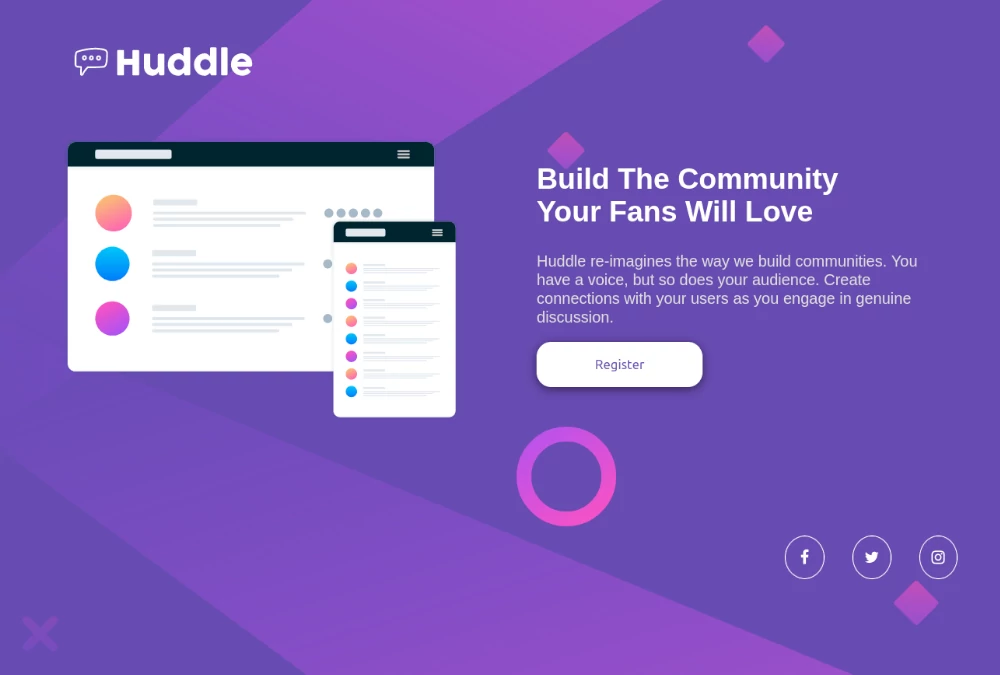 Huddle
Build The Community
Your Fans Will Love
Huddle re-imagines the way we build communities. You
have a voice, but so does your audience. Create
connections with your users as you engage in genuine
discussion.
Register